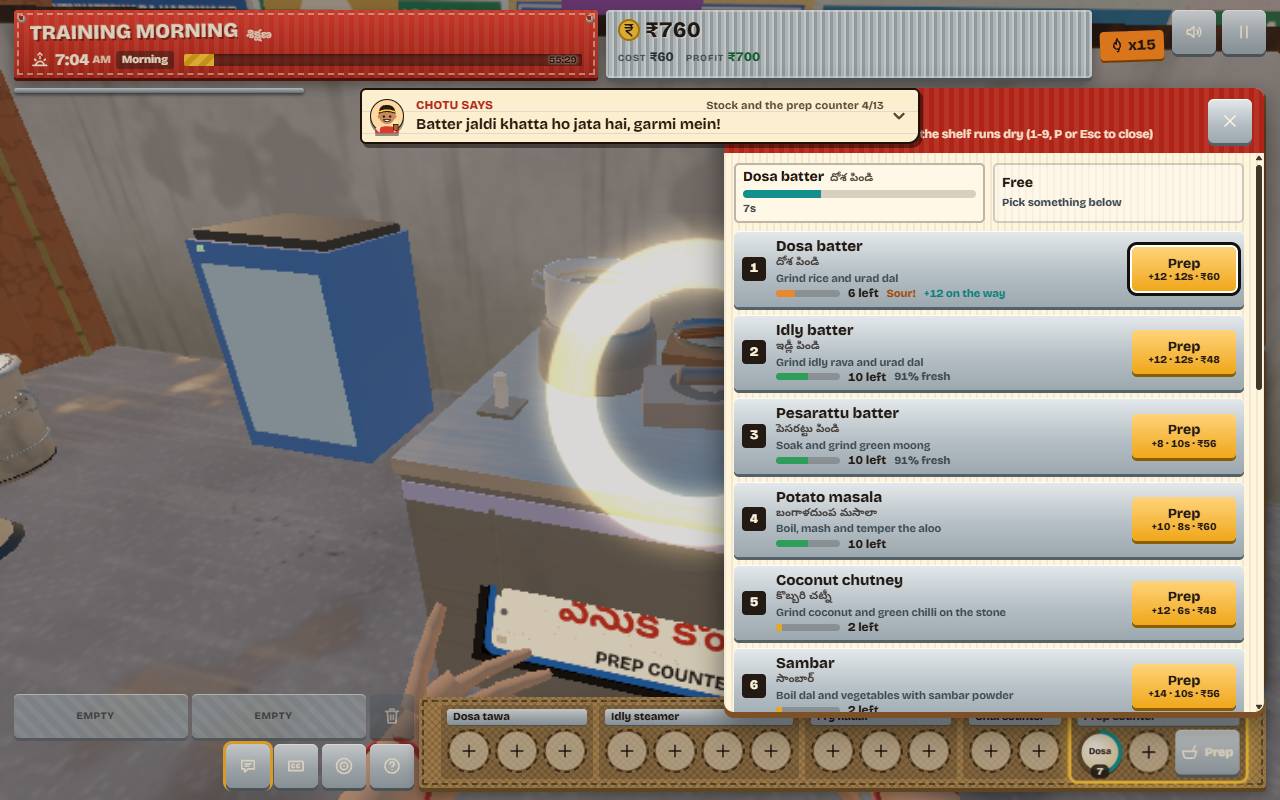 TRAINING MORNING శిక్షణ
7:04 AM Morning 55:29
₹ ₹760
COST ₹60 PROFIT ₹700
x15
CHOTU SAYS
Stock and the prep counter 4/13
Batter jaldi khatta ho jata hai, garmi mein!
the shelf runs dry (1-9, P or Esc to close)
Dosa batter దోశ పిండి
7s
Free
Pick something below
1
Dosa batter
దోశ పిండి
Grind rice and urad dal
6 left Sour! +12 on the way
Prep
+12 · 12s · ₹60
2
Idly batter
ఇడ్లీ పిండి
Grind idly rava and urad dal
10 left 91% fresh
Prep
+12 · 12s · ₹48
3
Pesarattu batter
పెసరట్టు పిండి
Soak and grind green moong
10 left 91% fresh
Prep
+8 · 10s · ₹56
4
Potato masala
బంగాళదుంప మసాలా
Boil, mash and temper the aloo
10 left
Prep
+10 · 8s · ₹60
5
Coconut chutney
కొబ్బరి చట్నీ
Grind coconut and green chilli on the stone
2 left
Prep
+12 · 6s · ₹48
6
Sambar
సాంబార్
Boil dal and vegetables with sambar powder
2 left
Prep
+14 · 10s · ₹56
PREP COUNTE
EMPTY
EMPTY
CC
Dosa tawa
Idly steamer
Prep counter
Dosa
7
Prep